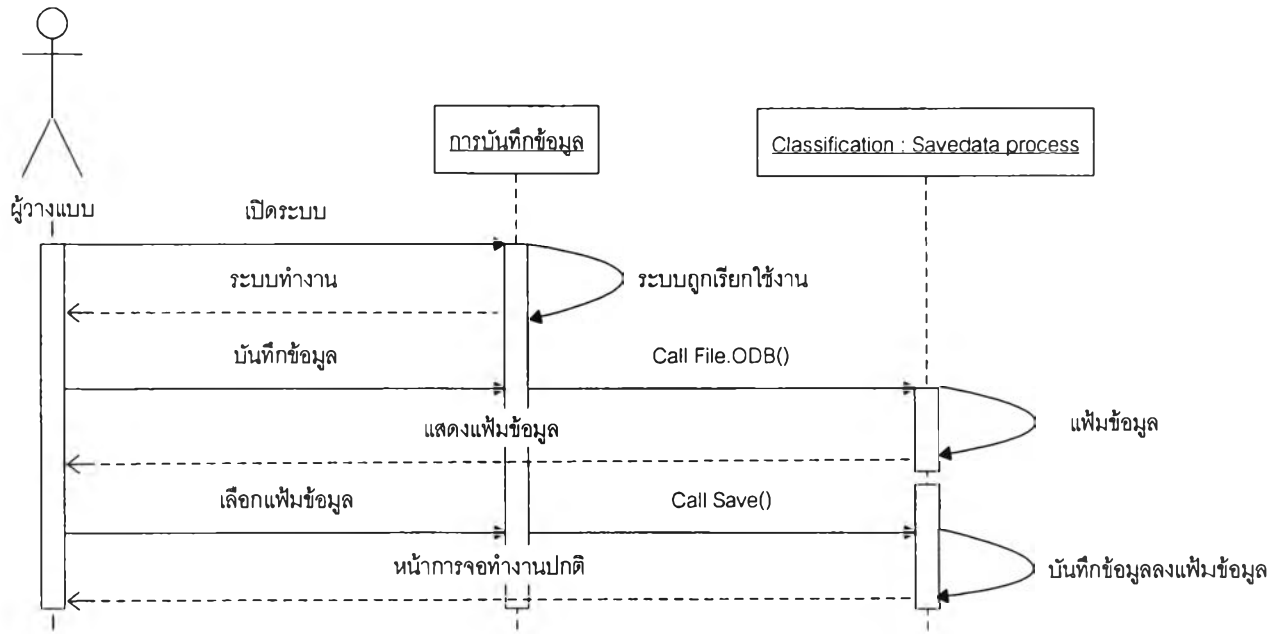 การบันทึกข้อมูล
Classification : Savedata process
ผู้วางแบบ
เปิดระบบ
ระบบทำงาน
ระบบถูกเรียกใช้งาน
บันทึกข้อมูล
Call File.ODB()
แสดงแฟ้มข้อมูล
แฟ้มข้อมูล
เลือกแฟ้มข้อมูล
Call Save()
หน้าการจอทำงานปกติ
บันทึกข้อมูลลงแฟ้มข้อมูล